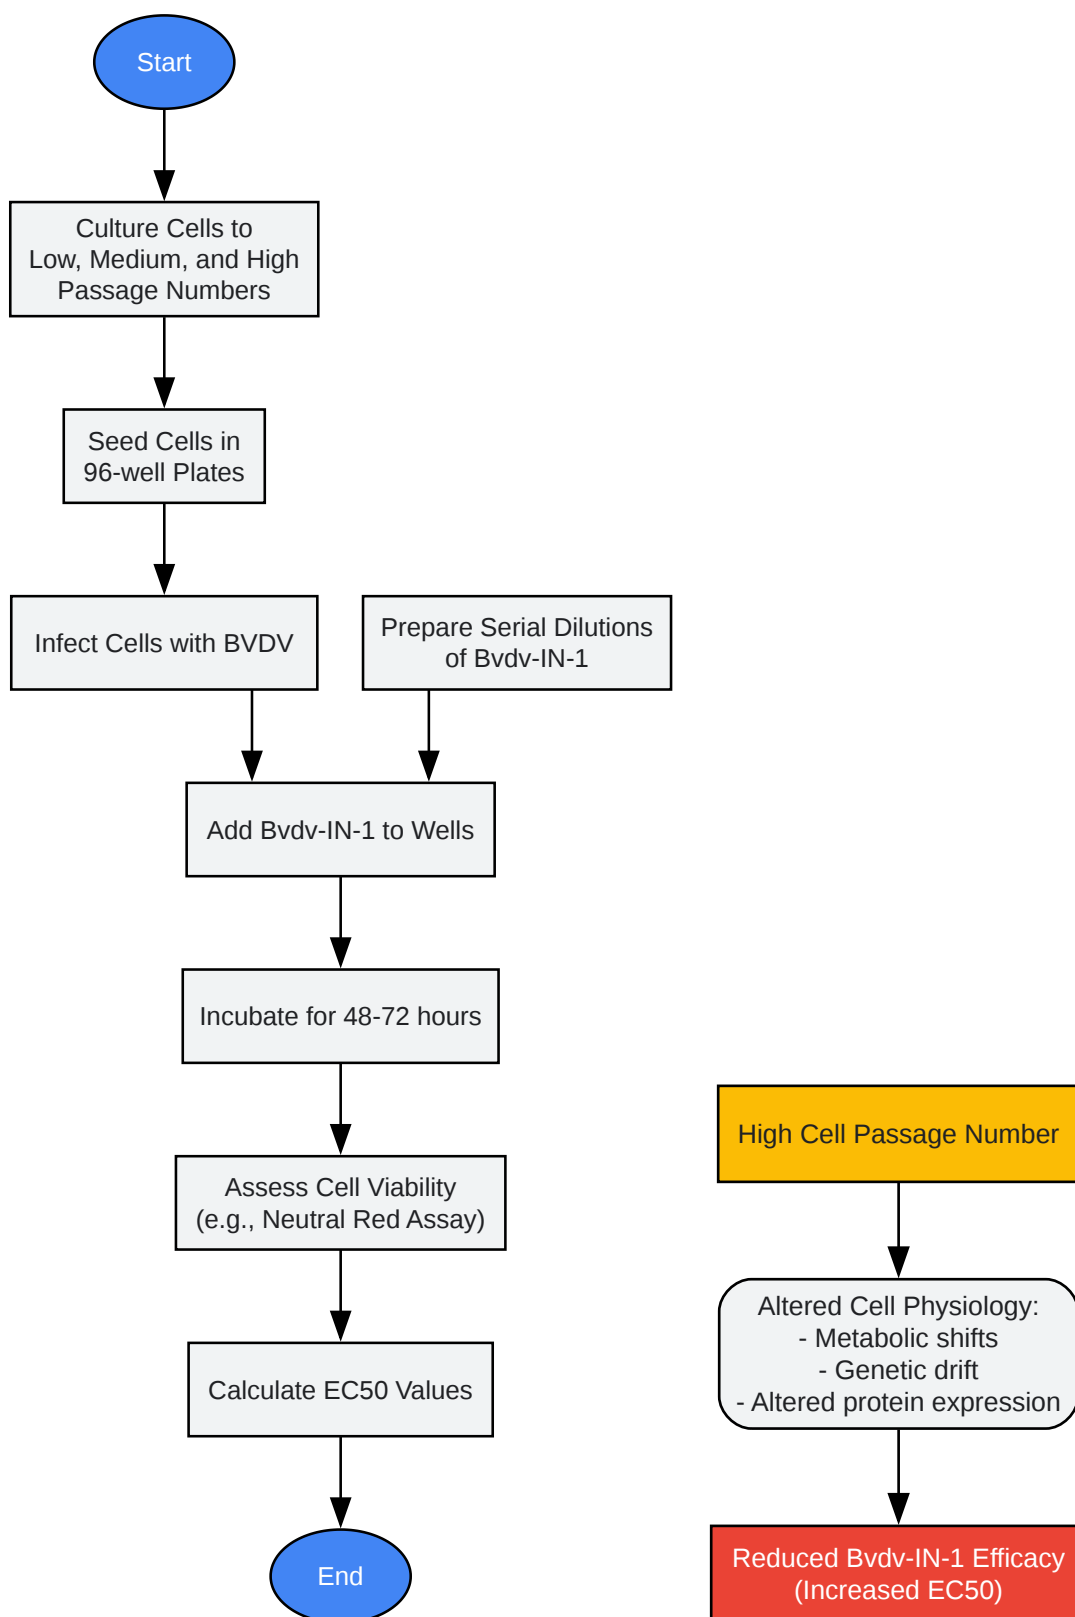 Start
Culture Cells to
Low, Medium, and High
Passage Numbers
Seed Cells in
96-well Plates
Infect Cells with BVDV
Prepare Serial Dilutions
of Bvdv-IN-1
Add Bvdv-IN-1 to Wells
Incubate for 48-72 hours
Assess Cell Viability
(e.g., Neutral Red Assay)
Calculate EC50 Values
End
High Cell Passage Number
Altered Cell Physiology:
- Metabolic shifts
- Genetic drift
- Altered protein expression
Reduced Bvdv-IN-1 Efficacy
(Increased EC50)